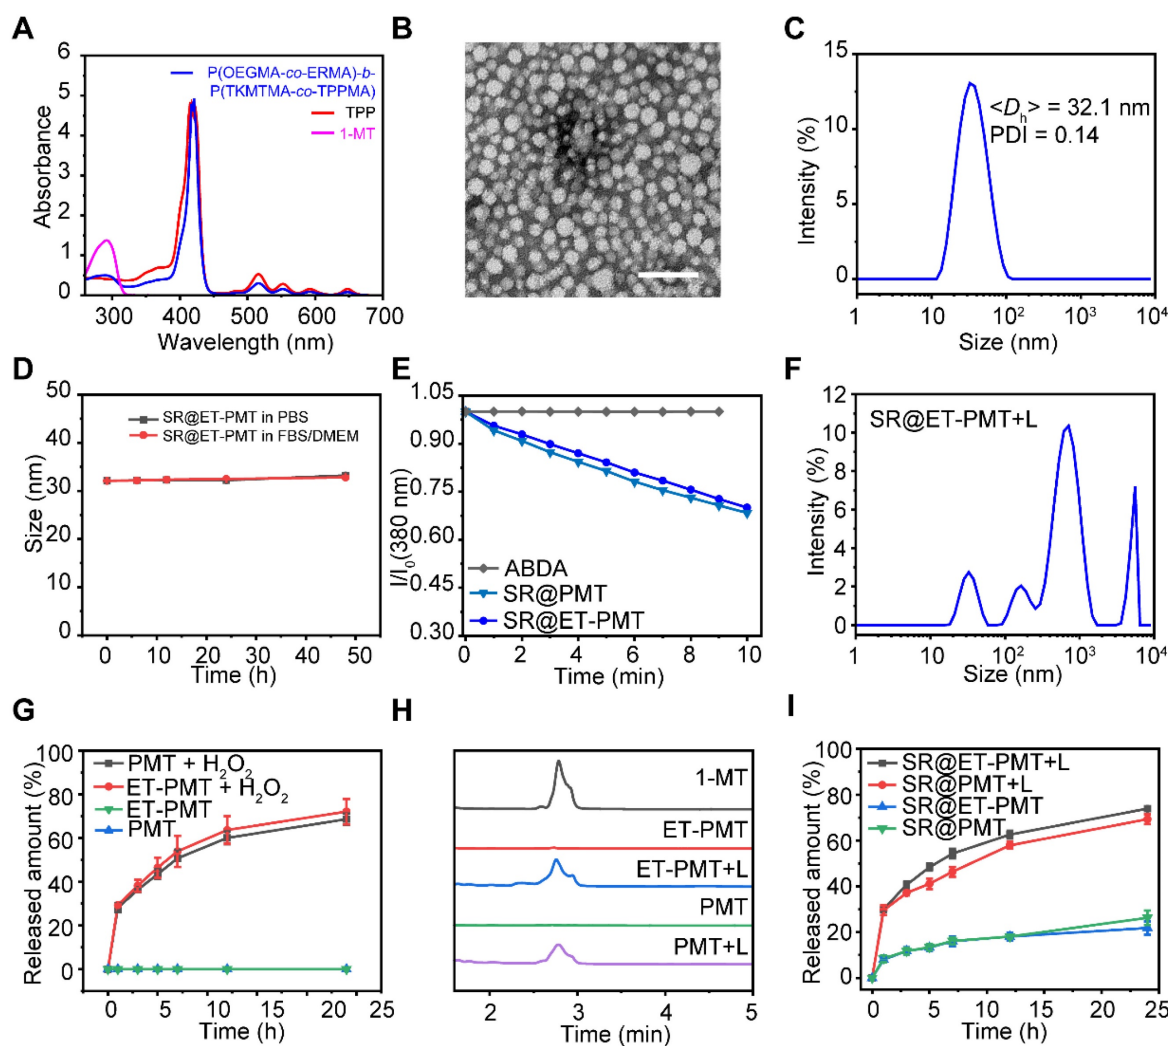 A
6
5
4
3
2
1
0
Absorbance
P(OEGMA-co-ERMA)-b-
P(TKMTMA-co-TPPMA)
TPP
1-MT
300 400 500 600 700
Wavelength (nm)
B
C
15
10
5
0
Intensity (%)
<Dₕ> = 32.1 nm
PDI = 0.14
1 10 10² 10³ 10⁴
Size (nm)
D
50
40
30
20
10
0
Size (nm)
SR@ET-PMT in PBS
SR@ET-PMT in FBS/DMEM
0 10 20 30 40 50
Time (h)
E
1.05
0.90
0.75
0.60
0.45
0.30
I/I₀(380 nm)
ABDA
SR@PMT
SR@ET-PMT
0 2 4 6 8 10
Time (min)
F
12
10
8
6
4
2
0
Intensity (%)
SR@ET-PMT+L
1 10 10² 10³ 10⁴
Size (nm)
G
100
80
60
40
20
0
Released amount (%)
PMT + H₂O₂
ET-PMT + H₂O₂
ET-PMT
PMT
0 5 10 15 20 25
Time (h)
H
1-MT
ET-PMT
ET-PMT+L
PMT
PMT+L
2 3 4 5
Time (min)
I
100
80
60
40
20
0
Released amount (%)
SR@ET-PMT+L
SR@PMT+L
SR@ET-PMT
SR@PMT
0 5 10 15 20 25
Time (h)